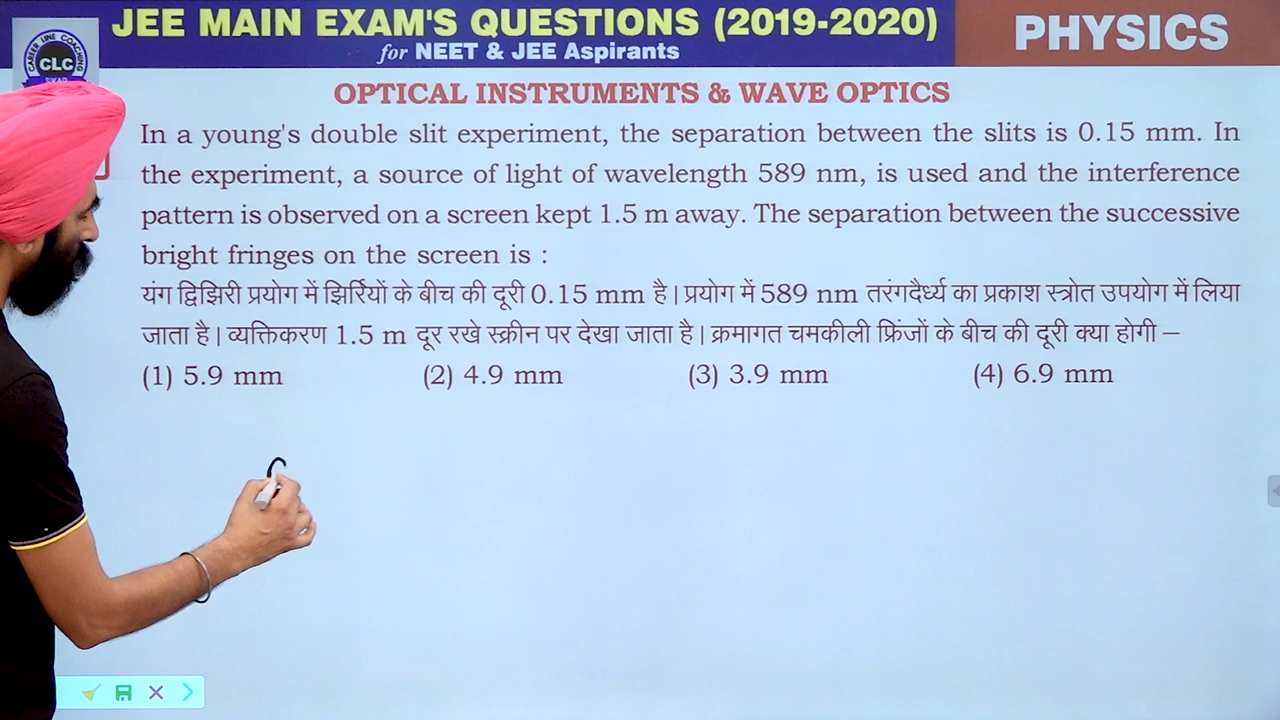 JEE MAIN EXAM'S QUESTIONS (2019-2020)
for NEET & JEE Aspirants
PHYSICS
CAREER LINE COACHING
CLC
SIKAR
OPTICAL INSTRUMENTS & WAVE OPTICS
In a young's double slit experiment, the separation between the slits is 0.15 mm. In
the experiment, a source of light of wavelength 589 nm, is used and the interference
pattern is observed on a screen kept 1.5 m away. The separation between the successive
bright fringes on the screen is :
यंग द्विझिरी प्रयोग में झिर्रियों के बीच की दूरी 0.15 mm है। प्रयोग में 589 nm तरंगदैर्ध्य का प्रकाश स्त्रोत उपयोग में लिया
जाता है। व्यक्तिकरण 1.5 m दूर रखे स्क्रीन पर देखा जाता है। क्रमागत चमकीली फ्रिंजों के बीच की दूरी क्या होगी –
(1) 5.9 mm (2) 4.9 mm (3) 3.9 mm (4) 6.9 mm